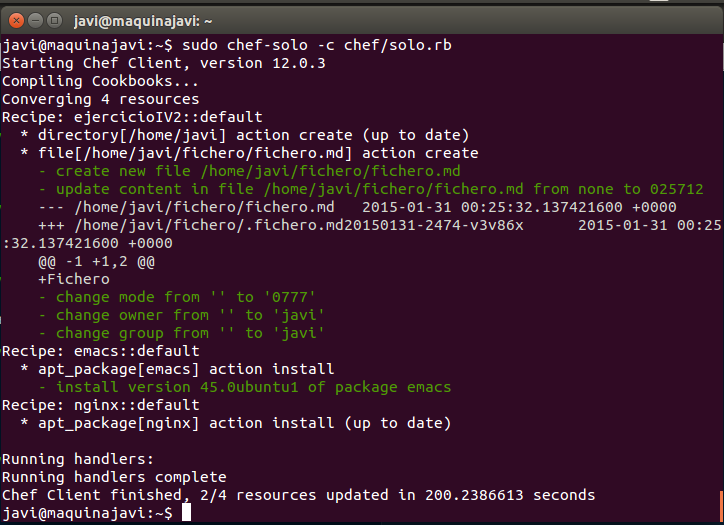 javi@maquinajavi: ~
javi@maquinajavi:~$ sudo chef-solo -c chef/solo.rb
Starting Chef Client, version 12.0.3
Compiling Cookbooks...
Converging 4 resources
Recipe: ejercicioIV2::default
  * directory[/home/javi] action create (up to date)
  * file[/home/javi/fichero/fichero.md] action create
    - create new file /home/javi/fichero/fichero.md
    - update content in file /home/javi/fichero/fichero.md from none to 025712
    --- /home/javi/fichero/fichero.md   2015-01-31 00:25:32.137421600 +0000
    +++ /home/javi/fichero/.fichero.md20150131-2474-v3v86x      2015-01-31 00:25
:32.137421600 +0000
    @@ -1 +1,2 @@
    +Fichero
    - change mode from '' to '0777'
    - change owner from '' to 'javi'
    - change group from '' to 'javi'
Recipe: emacs::default
  * apt_package[emacs] action install
    - install version 45.0ubuntu1 of package emacs
Recipe: nginx::default
  * apt_package[nginx] action install (up to date)
Running handlers:
Running handlers complete
Chef Client finished, 2/4 resources updated in 200.2386613 seconds
javi@maquinajavi:~$